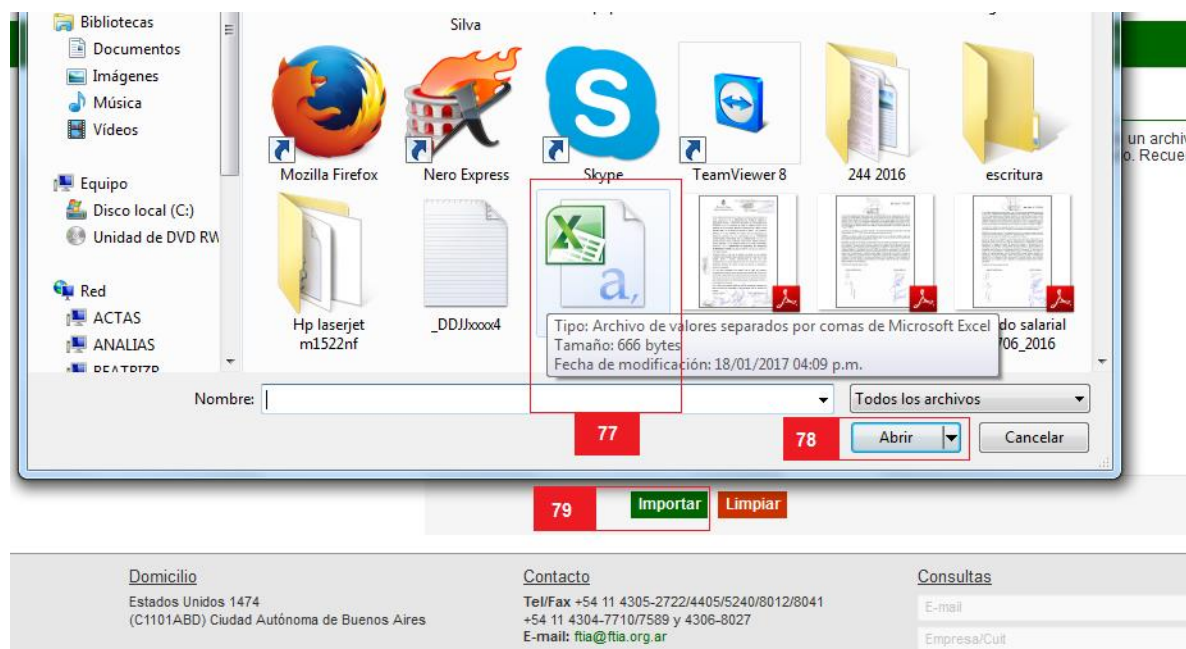 Bibliotecas
Documentos
Imágenes
Música
Vídeos
Equipo
Disco local (C:)
Unidad de DVD RW
Red
ACTAS
ANALIAS
BEATRIZR
Silva
Mozilla Firefox
Nero Express
Skype
TeamViewer 8
244 2016
escritura
Hp laserjet
m1522nf
_DDJJxxxx4
a,
Tipo: Archivo de valores separados por comas de Microsoft Excel
Tamaño: 666 bytes
Fecha de modificación: 18/01/2017 04:09 p.m.
do salarial
706_2016
un archiv
o. Recue
Nombre:
Todos los archivos
77
78
Abrir
Cancelar
79
Importar
Limpiar
Domicilio
Estados Unidos 1474
(C1101ABD) Ciudad Autónoma de Buenos Aires
Contacto
Tel/Fax +54 11 4305-2722/4405/5240/8012/8041
+54 11 4304-7710/7589 y 4306-8027
E-mail: ftia@ftia.org.ar
Consultas
E-mail
Empresa/Cuit